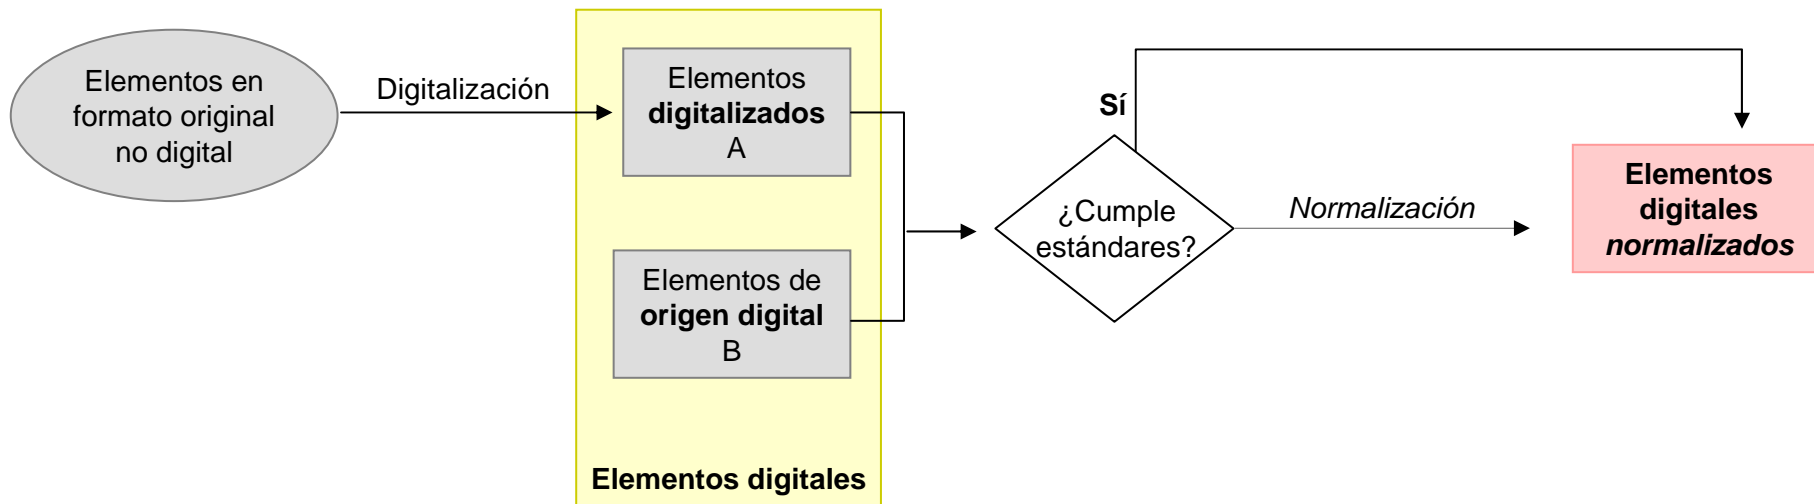 Elementos en
formato original
no digital
Digitalización
Elementos
digitalizados
A
Elementos de
origen digital
B
Elementos digitales
Sí
¿Cumple
estándares?
Normalización
Elementos
digitales
normalizados